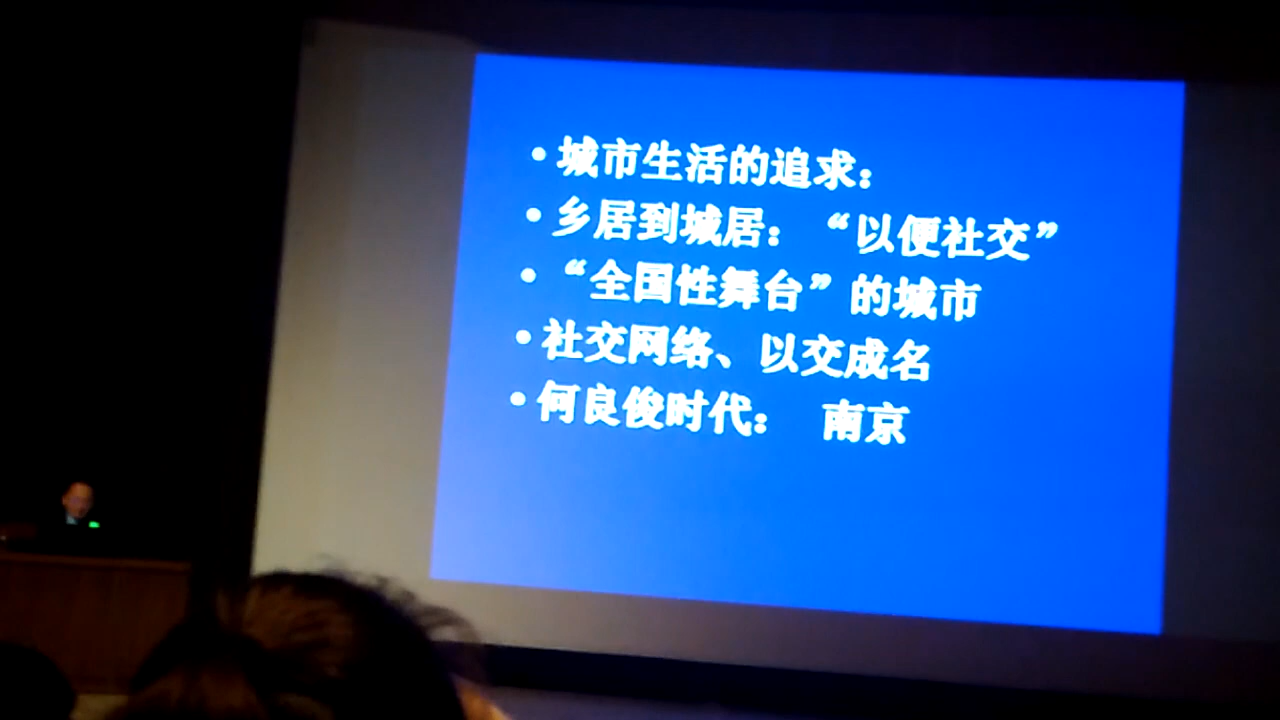 • 城市生活的追求：
• 乡居到城居： “以便社交”
• “全国性舞台”的城市
• 社交网络、以交成名
• 何良俊时代： 南京